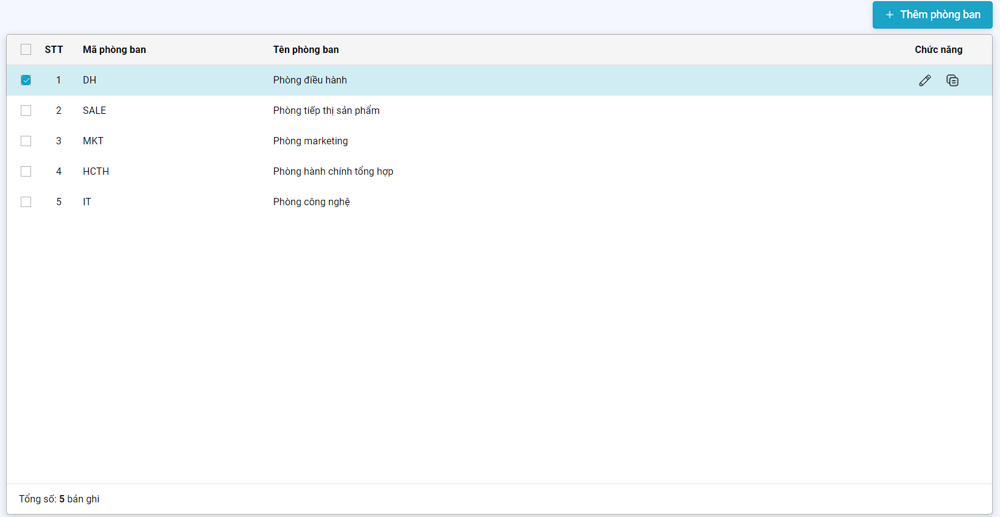 + Thêm phòng ban
STT Mã phòng ban Tên phòng ban Chức năng
1 DH Phòng điều hành
2 SALE Phòng tiếp thị sản phẩm
3 MKT Phòng marketing
4 HCTH Phòng hành chính tổng hợp
5 IT Phòng công nghệ
Tổng số: 5 bản ghi